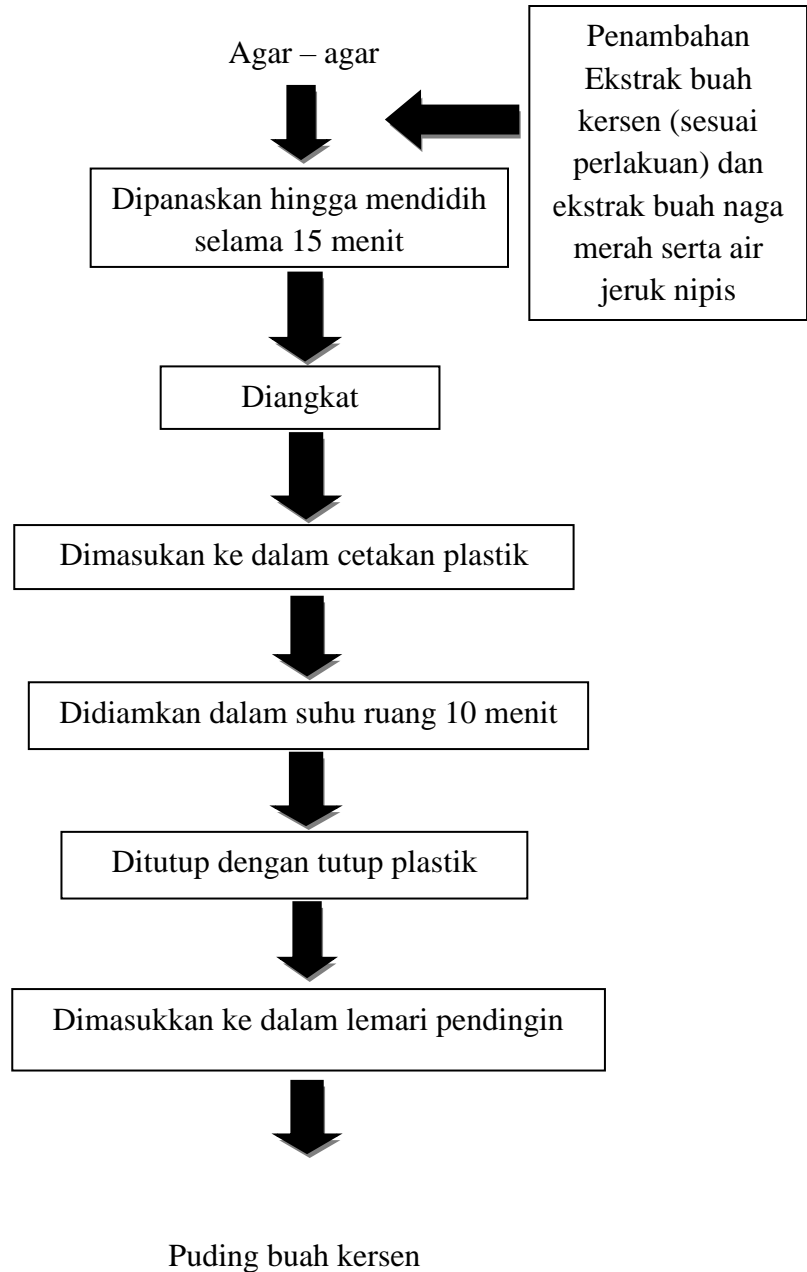 Agar – agar
Penambahan
Ekstrak buah
kersen (sesuai
perlakuan) dan
ekstrak buah naga
merah serta air
jeruk nipis
Dipanaskan hingga mendidih
selama 15 menit
Diangkat
Dimasukan ke dalam cetakan plastik
Didiamkan dalam suhu ruang 10 menit
Ditutup dengan tutup plastik
Dimasukkan ke dalam lemari pendingin
Puding buah kersen